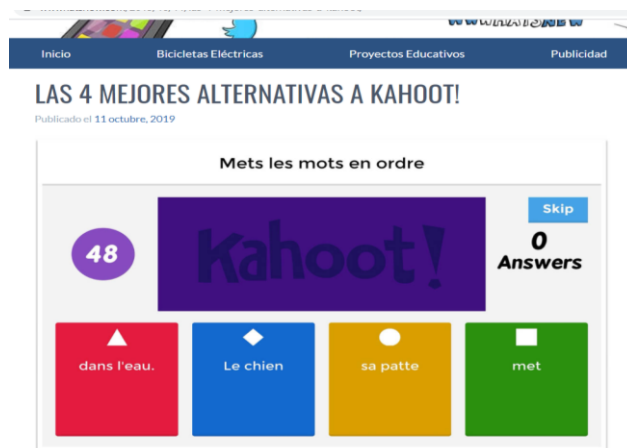 Inicio Bicicletas Eléctricas Proyectos Educativos Publicidad
LAS 4 MEJORES ALTERNATIVAS A KAHOOT!
Publicado el 11 octubre, 2019
Mets les mots en ordre
48
Kahoot!
Skip
0
Answers
dans l'eau. Le chien sa patte met